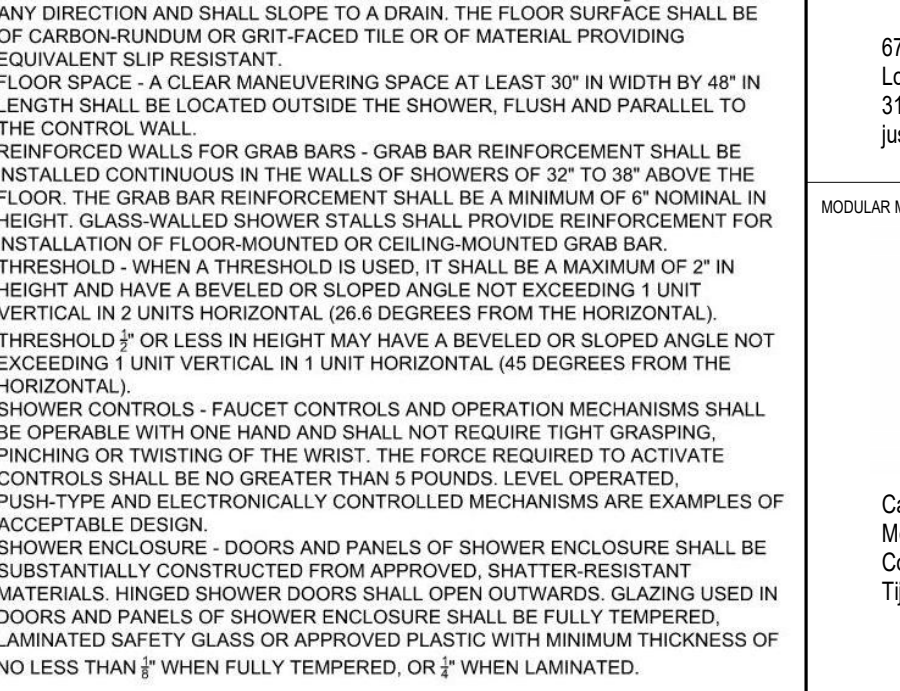 ANY DIRECTION AND SHALL SLOPE TO A DRAIN. THE FLOOR SURFACE SHALL BE
OF CARBON-RUNDUM OR GRIT-FACED TILE OR OF MATERIAL PROVIDING
EQUIVALENT SLIP RESISTANT.
FLOOR SPACE - A CLEAR MANEUVERING SPACE AT LEAST 30" IN WIDTH BY 48" IN
LENGTH SHALL BE LOCATED OUTSIDE THE SHOWER, FLUSH AND PARALLEL TO
THE CONTROL WALL.
REINFORCED WALLS FOR GRAB BARS - GRAB BAR REINFORCEMENT SHALL BE
INSTALLED CONTINUOUS IN THE WALLS OF SHOWERS OF 32" TO 38" ABOVE THE
FLOOR. THE GRAB BAR REINFORCEMENT SHALL BE A MINIMUM OF 6" NOMINAL IN
HEIGHT. GLASS-WALLED SHOWER STALLS SHALL PROVIDE REINFORCEMENT FOR
INSTALLATION OF FLOOR-MOUNTED OR CEILING-MOUNTED GRAB BAR.
THRESHOLD - WHEN A THRESHOLD IS USED, IT SHALL BE A MAXIMUM OF 2" IN
HEIGHT AND HAVE A BEVELED OR SLOPED ANGLE NOT EXCEEDING 1 UNIT
VERTICAL IN 2 UNITS HORIZONTAL (26.6 DEGREES FROM THE HORIZONTAL).
THRESHOLD 1/2" OR LESS IN HEIGHT MAY HAVE A BEVELED OR SLOPED ANGLE NOT
EXCEEDING 1 UNIT VERTICAL IN 1 UNIT HORIZONTAL (45 DEGREES FROM THE
HORIZONTAL).
SHOWER CONTROLS - FAUCET CONTROLS AND OPERATION MECHANISMS SHALL
BE OPERABLE WITH ONE HAND AND SHALL NOT REQUIRE TIGHT GRASPING,
PINCHING OR TWISTING OF THE WRIST. THE FORCE REQUIRED TO ACTIVATE
CONTROLS SHALL BE NO GREATER THAN 5 POUNDS. LEVEL OPERATED,
PUSH-TYPE AND ELECTRONICALLY CONTROLLED MECHANISMS ARE EXAMPLES OF
ACCEPTABLE DESIGN.
SHOWER ENCLOSURE - DOORS AND PANELS OF SHOWER ENCLOSURE SHALL BE
SUBSTANTIALLY CONSTRUCTED FROM APPROVED, SHATTER-RESISTANT
MATERIALS. HINGED SHOWER DOORS SHALL OPEN OUTWARDS. GLAZING USED IN
DOORS AND PANELS OF SHOWER ENCLOSURE SHALL BE FULLY TEMPERED,
LAMINATED SAFETY GLASS OR APPROVED PLASTIC WITH MINIMUM THICKNESS OF
NO LESS THAN 1/8" WHEN FULLY TEMPERED, OR 1/4" WHEN LAMINATED.
67
Lo
31
jus
MODULAR M
Ca
Me
Co
Tij